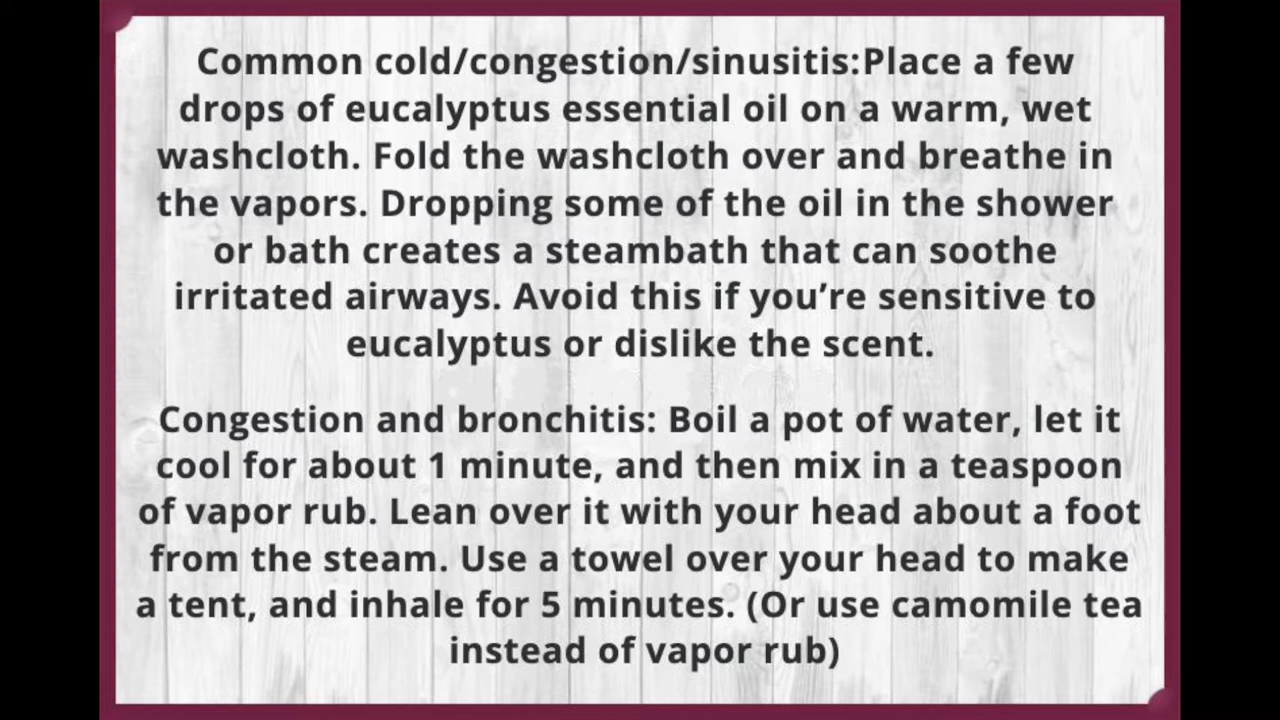 Common cold/congestion/sinusitis:Place a few
drops of eucalyptus essential oil on a warm, wet
washcloth. Fold the washcloth over and breathe in
the vapors. Dropping some of the oil in the shower
or bath creates a steambath that can soothe
irritated airways. Avoid this if you’re sensitive to
eucalyptus or dislike the scent.
Congestion and bronchitis: Boil a pot of water, let it
cool for about 1 minute, and then mix in a teaspoon
of vapor rub. Lean over it with your head about a foot
from the steam. Use a towel over your head to make
a tent, and inhale for 5 minutes. (Or use camomile tea
instead of vapor rub)